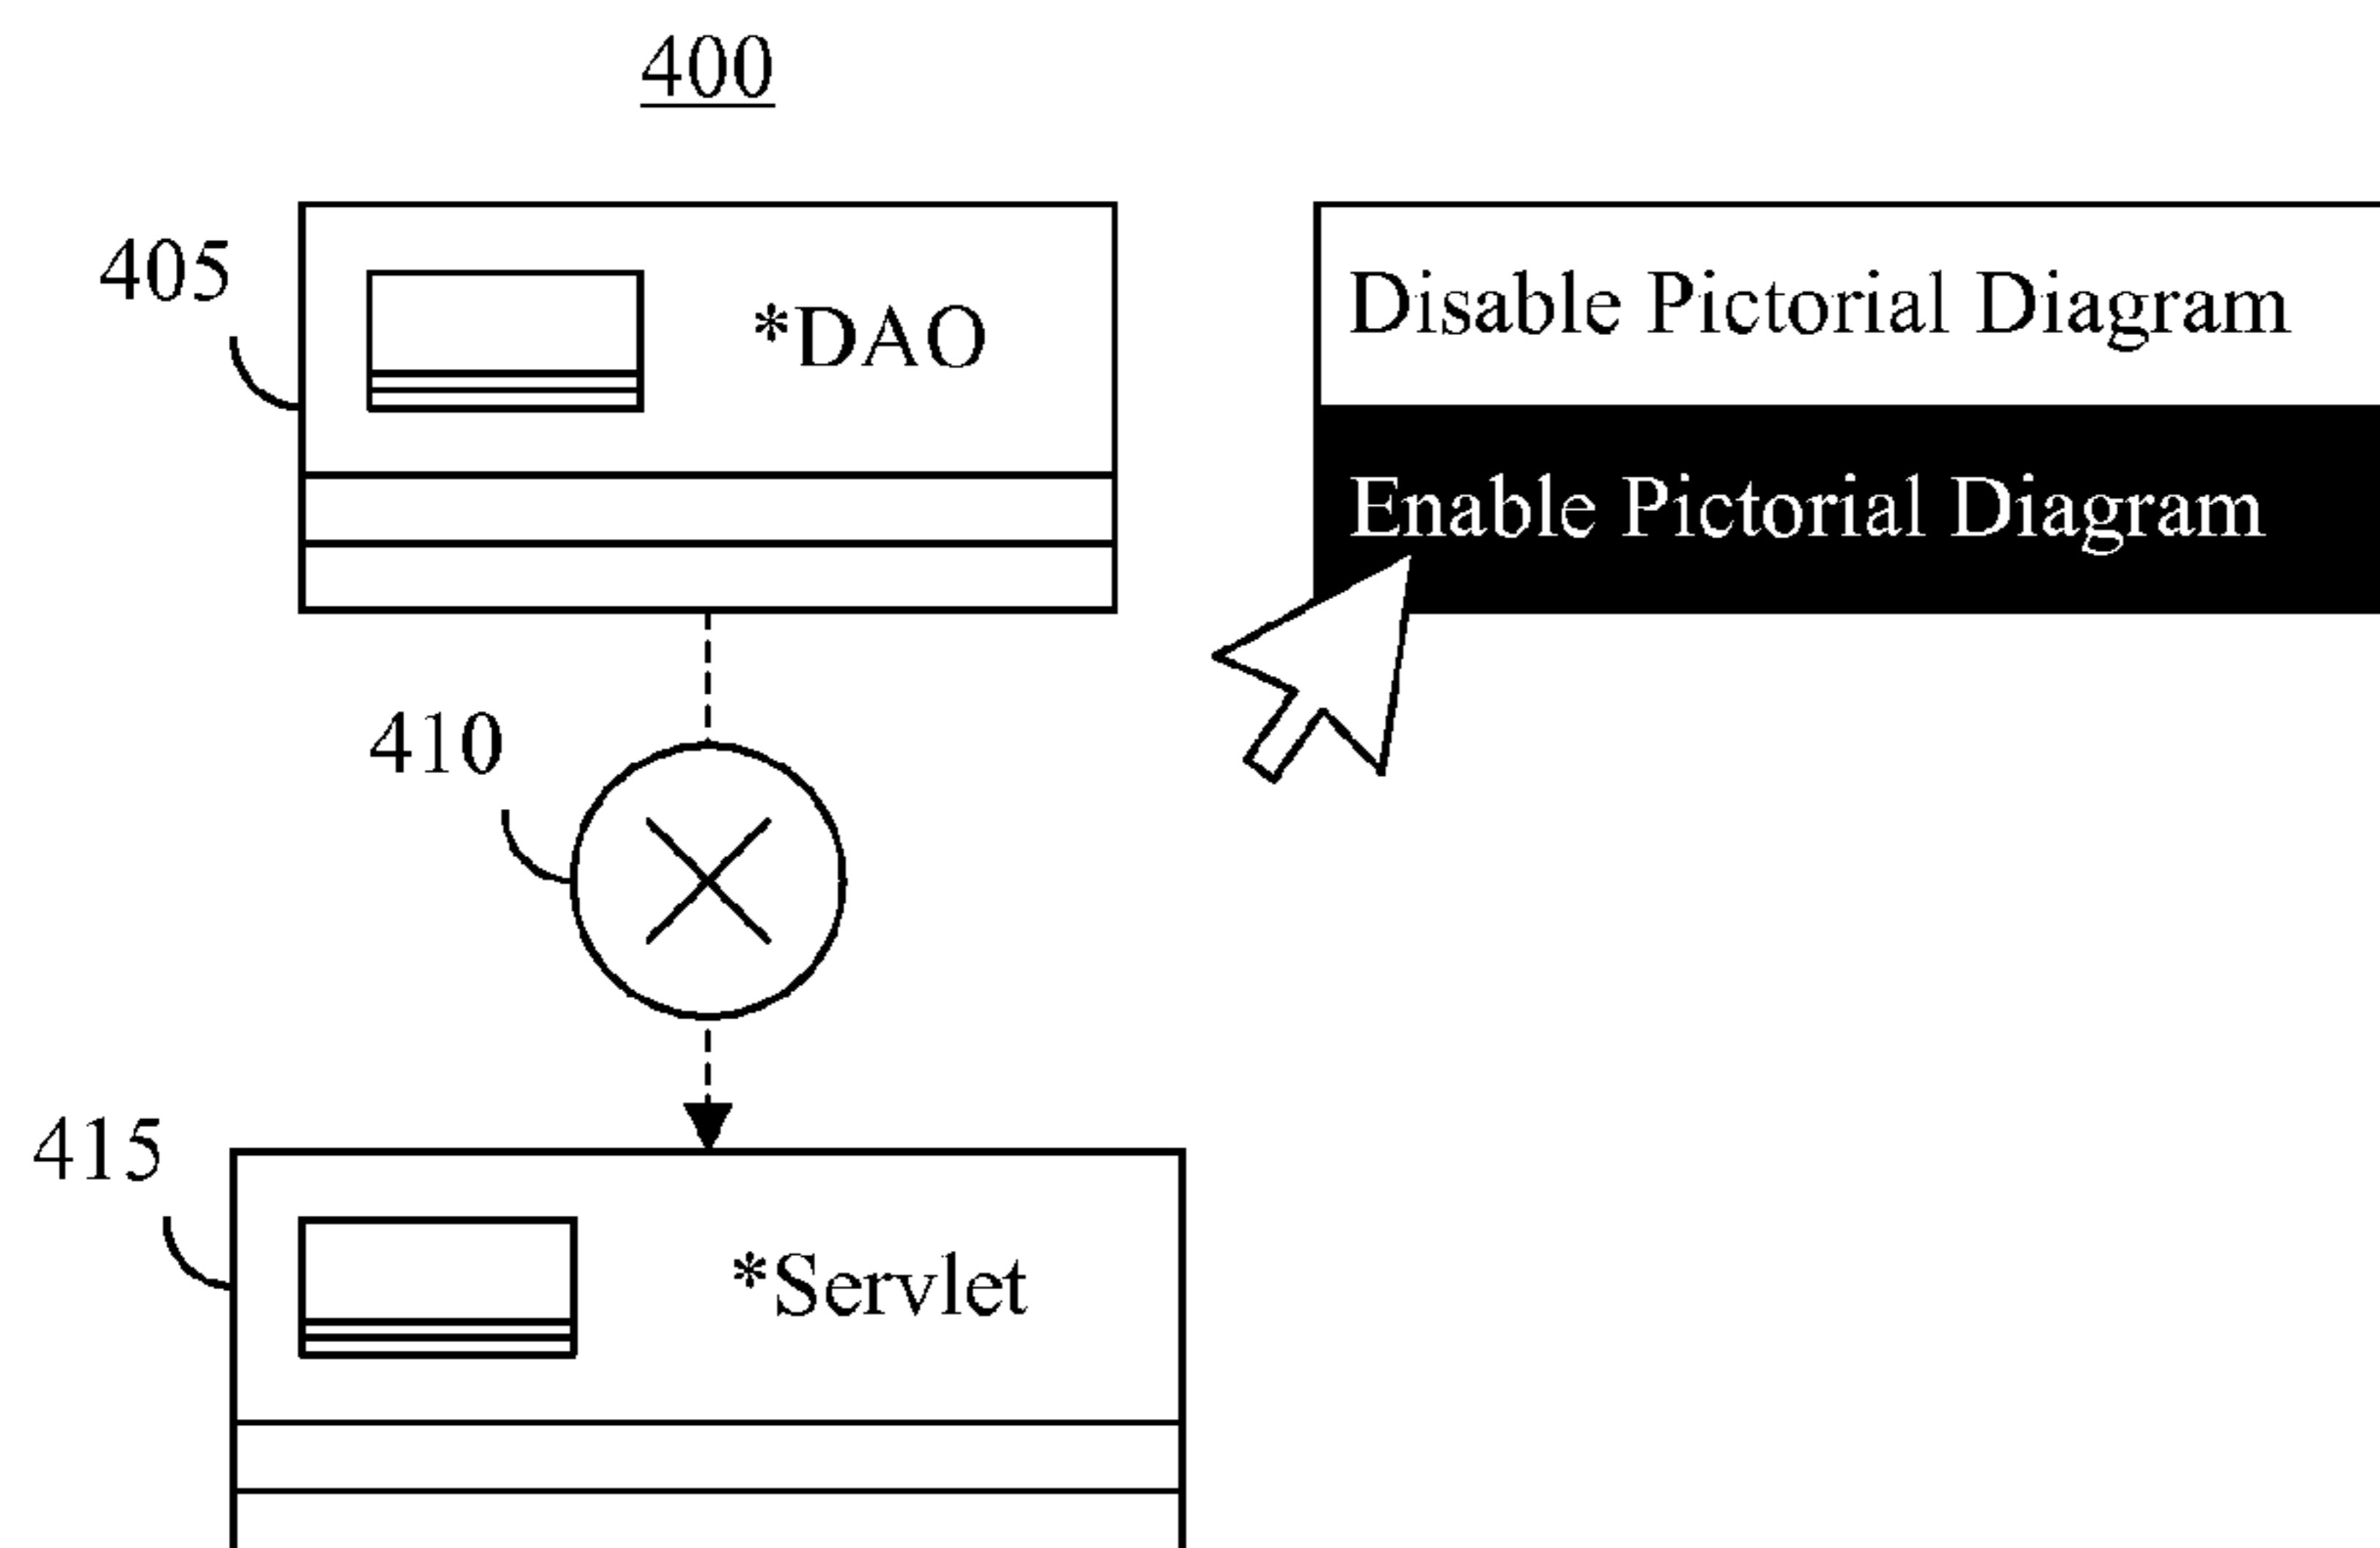 400
405
*DAO
Disable Pictorial Diagram
Enable Pictorial Diagram
410
415
*Servlet